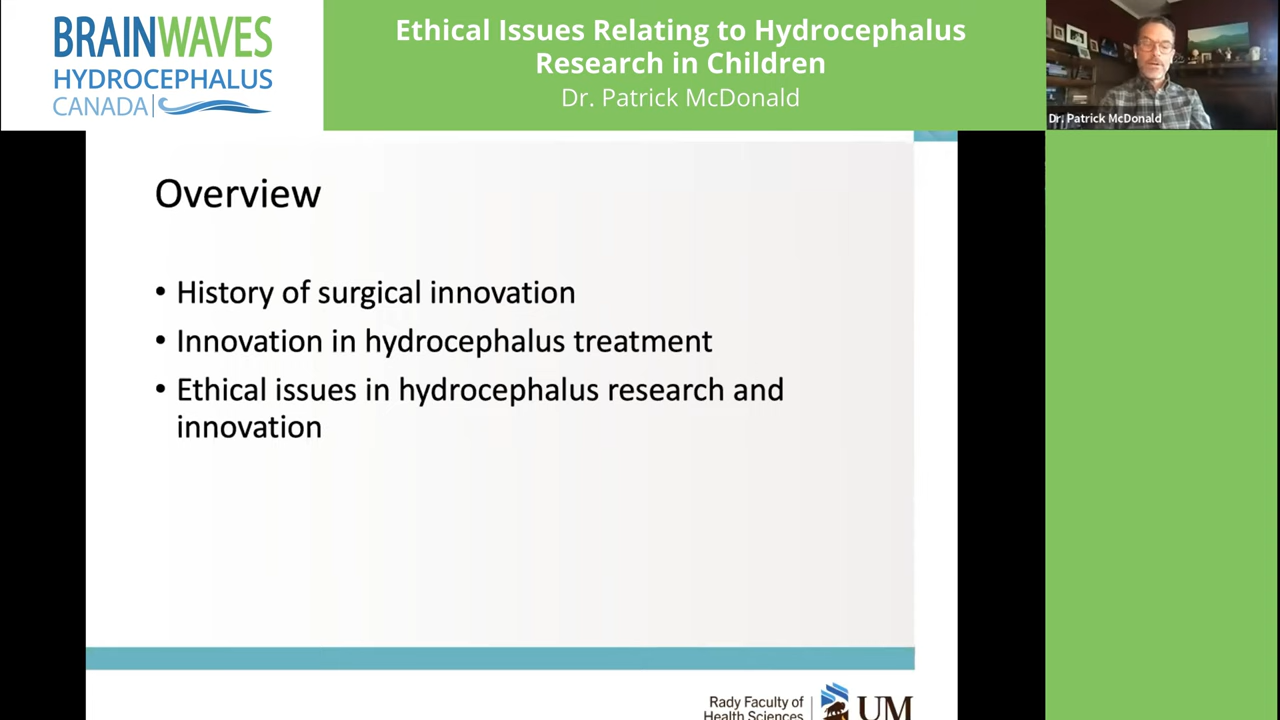 BRAINWAVES
HYDROCEPHALUS
CANADA
Ethical Issues Relating to Hydrocephalus
Research in Children
Dr. Patrick McDonald
Dr. Patrick McDonald
Overview
• History of surgical innovation
• Innovation in hydrocephalus treatment
• Ethical issues in hydrocephalus research and
innovation
Rady Faculty of
Health Sciences
UM